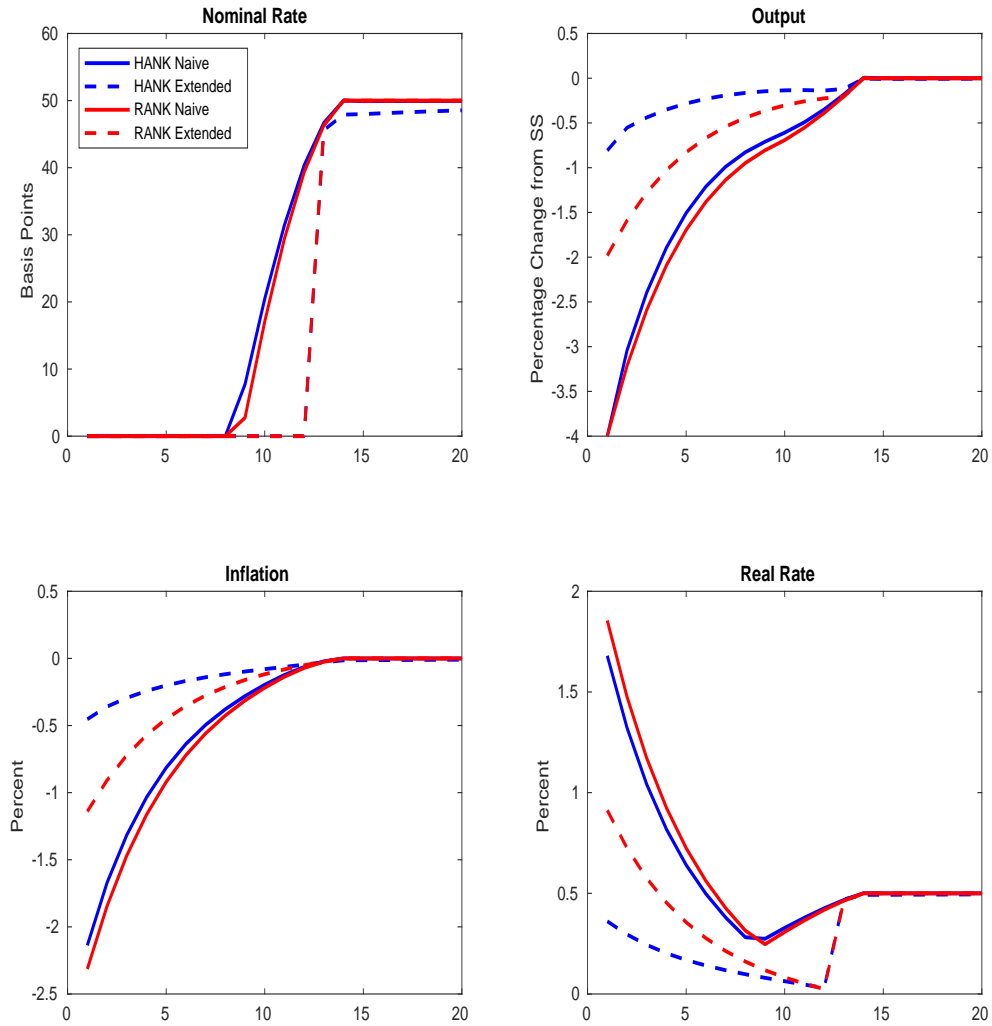 Nominal Rate
Basis Points
60
50
40
30
20
10
0
0 5 10 15 20
HANK Naive
HANK Extended
RANK Naive
RANK Extended
Output
Percentage Change from SS
0.5
0
-0.5
-1
-1.5
-2
-2.5
-3
-3.5
-4
0 5 10 15 20
Inflation
Percent
0.5
0
-0.5
-1
-1.5
-2
-2.5
0 5 10 15 20
Real Rate
Percent
2
1.5
1
0.5
0
0 5 10 15 20